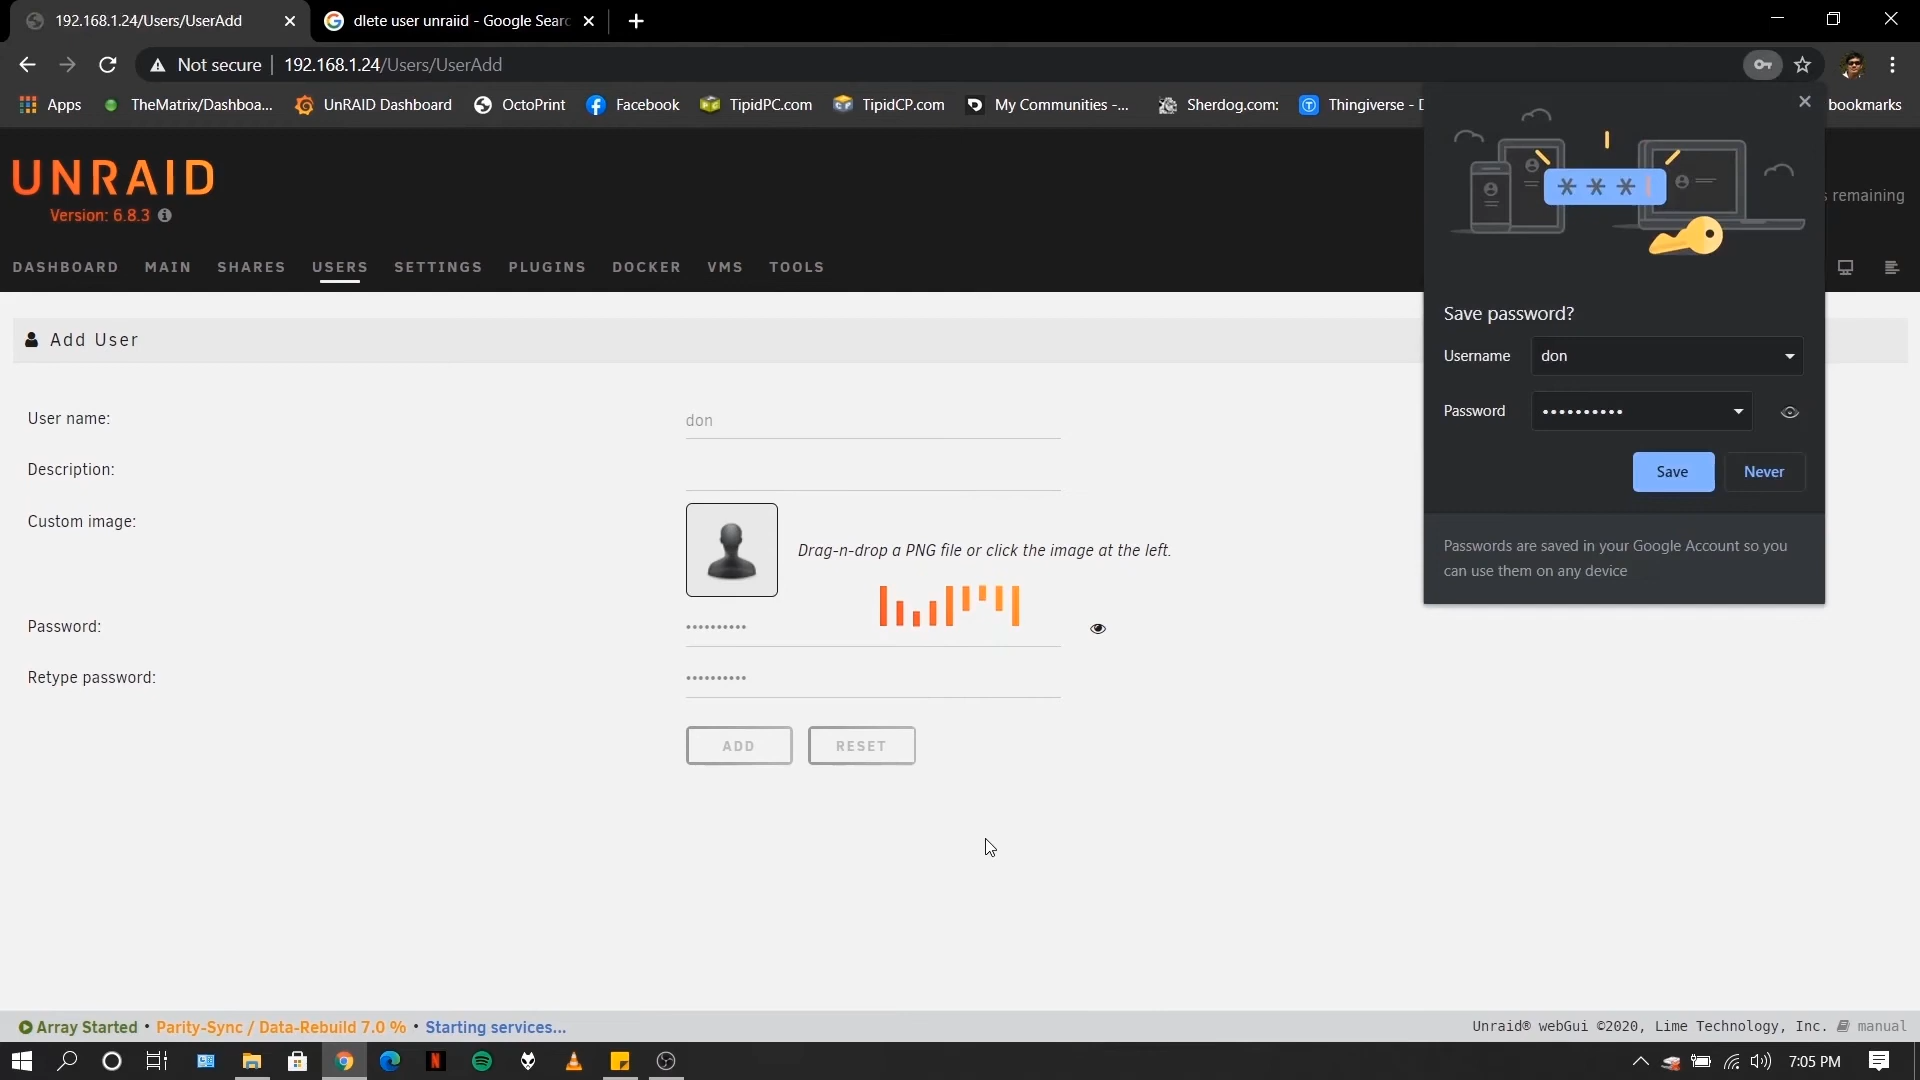 192.168.1.24/Users/UserAdd
dlete user unraiid - Google Searc
Not secure 192.168.1.24/Users/UserAdd
Apps TheMatrix/Dashboa... UnRAID Dashboard OctoPrint Facebook TipidPC.com TipidCP.com My Communities -... Sherdog.com: Thingiverse - D bookmarks
UNRAID
Version: 6.8.3
s remaining
DASHBOARD MAIN SHARES USERS SETTINGS PLUGINS DOCKER VMS TOOLS
* * *
Save password?
Username don
Password ••••••••••
Save Never
Passwords are saved in your Google Account so you
can use them on any device
Add User
User name: don
Description:
Custom image:
Drag-n-drop a PNG file or click the image at the left.
Password: ••••••••••
Retype password: ••••••••••
ADD RESET
Array Started • Parity-Sync / Data-Rebuild 7.0 % • Starting services...
Unraid® webGui ©2020, Lime Technology, Inc. manual
7:05 PM